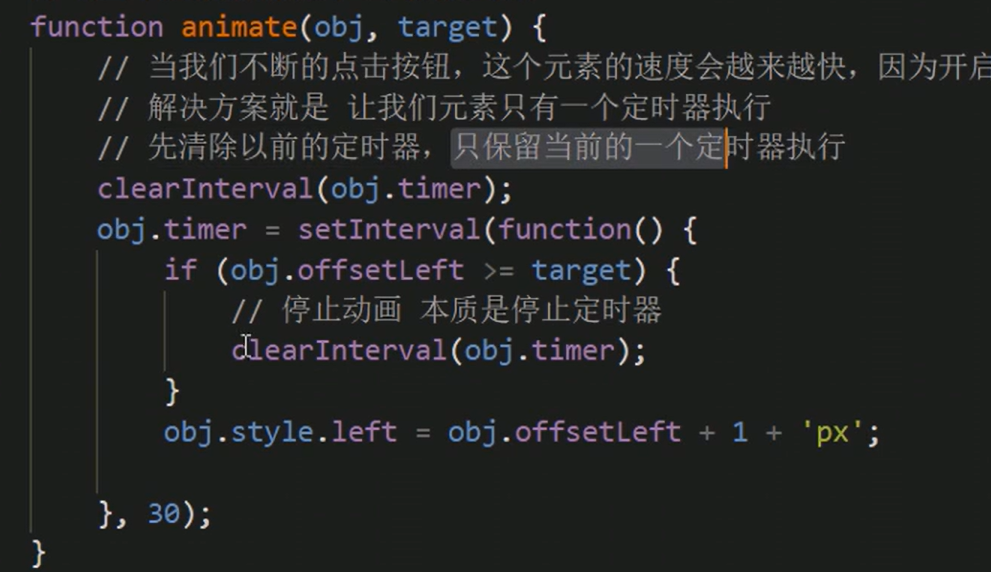 function animate(obj, target) {
// 当我们不断的点击按钮，这个元素的速度会越来越快，因为开启
// 解决方案就是 让我们元素只有一个定时器执行
// 先清除以前的定时器，只保留当前的一个定时器执行
clearInterval(obj.timer);
obj.timer = setInterval(function() {
if (obj.offsetLeft >= target) {
// 停止动画 本质是停止定时器
clearInterval(obj.timer);
}
obj.style.left = obj.offsetLeft + 1 + 'px';
}, 30);
}